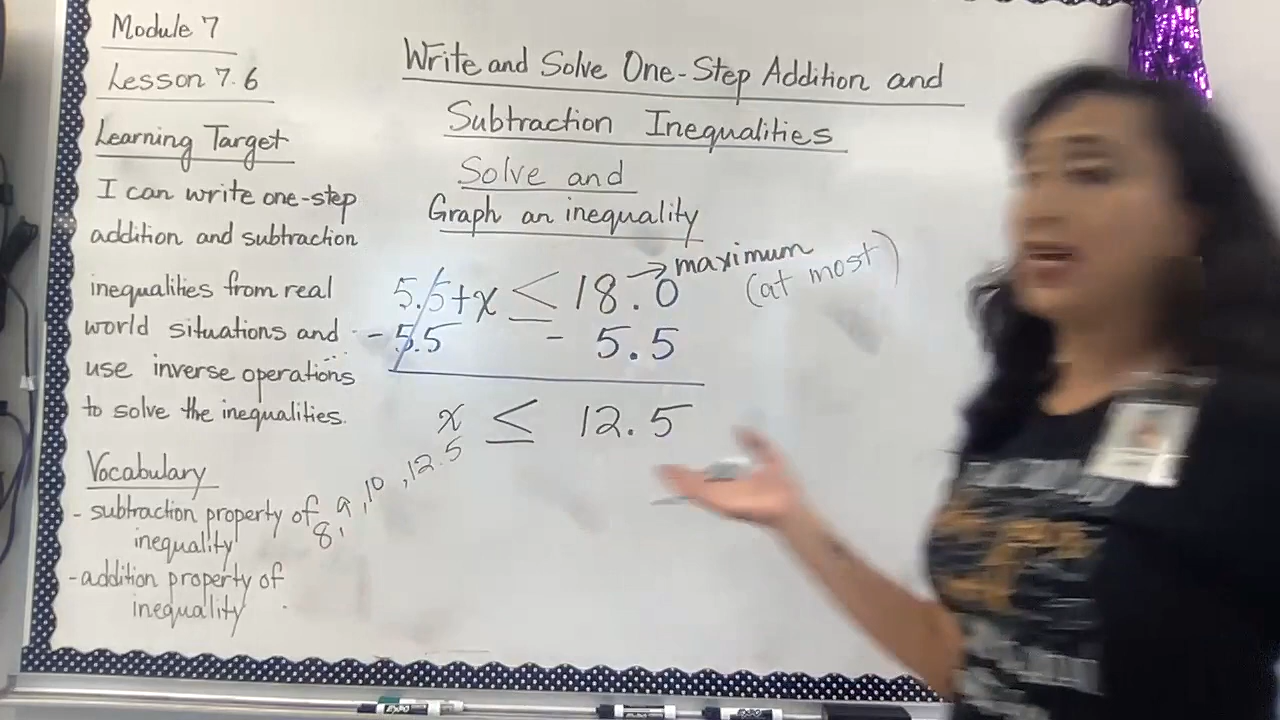 Module 7
Lesson 7.6
Learning Target
I can write one-step
addition and subtraction
inequalities from real
world situations and
use inverse operations
to solve the inequalities.
Vocabulary
- subtraction property of
inequality
- addition property of
inequality
Write and Solve One-Step Addition and
Subtraction Inequalities
Solve and
Graph an inequality
5.5+x ≤ 18.0 → maximum
(at most)
- 5.5 - 5.5
x ≤ 12.5
8, 9, 10, 12.5
EXPO
EXPO
EXPO